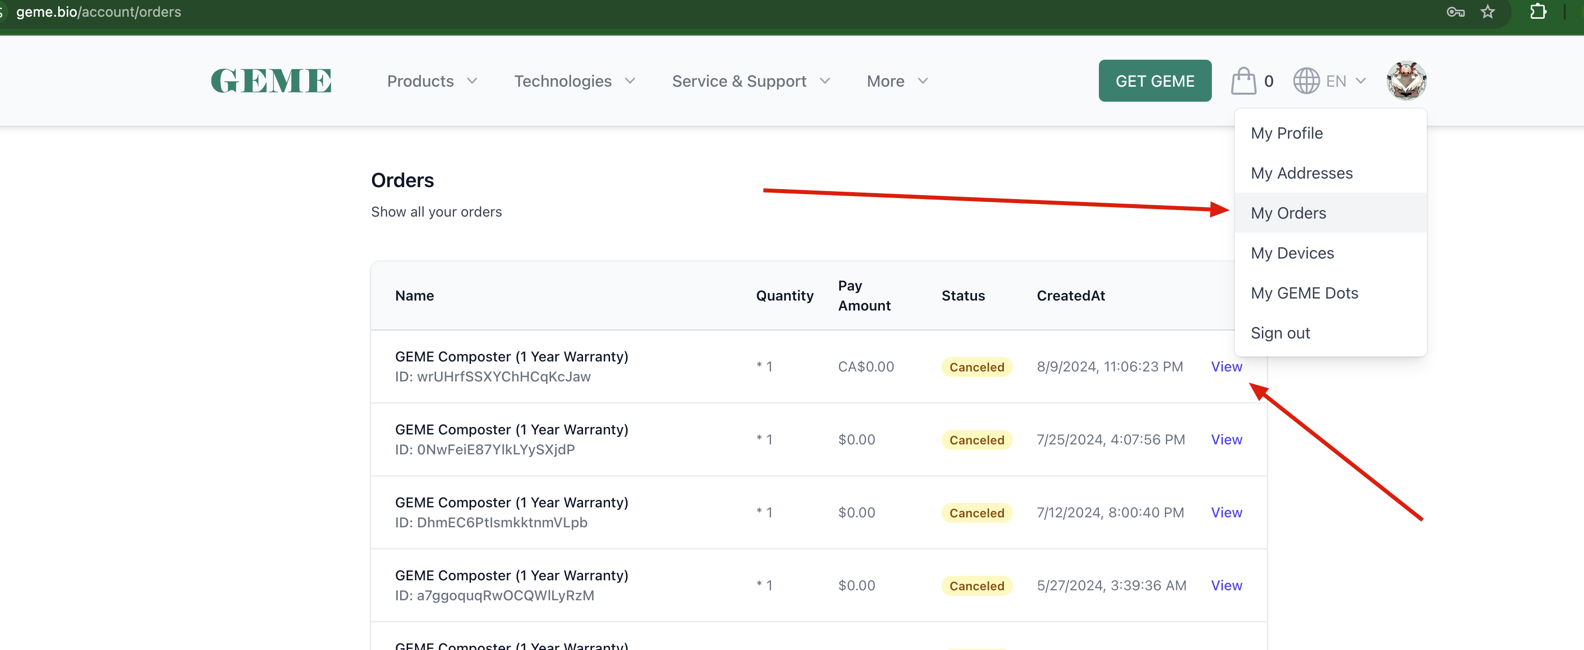 geme.bio/account/orders
GEME Products Technologies Service & Support More GET GEME 0 EN
My Profile
My Addresses
My Orders
My Devices
My GEME Dots
Sign out
Orders
Show all your orders
Name Quantity Pay Amount Status CreatedAt
GEME Composter (1 Year Warranty) * 1 CA$0.00 Canceled 8/9/2024, 11:06:23 PM View
ID: wrUHrfSSXYChHCqKcJaw
GEME Composter (1 Year Warranty) * 1 $0.00 Canceled 7/25/2024, 4:07:56 PM View
ID: 0NwFeiE87YlkLYySXjdP
GEME Composter (1 Year Warranty) * 1 $0.00 Canceled 7/12/2024, 8:00:40 PM View
ID: DhmEC6PtIsmkktnmVLpb
GEME Composter (1 Year Warranty) * 1 $0.00 Canceled 5/27/2024, 3:39:36 AM View
ID: a7ggoquqRwOCQWlLyRzM
GEME Composter (1 Year Warranty)